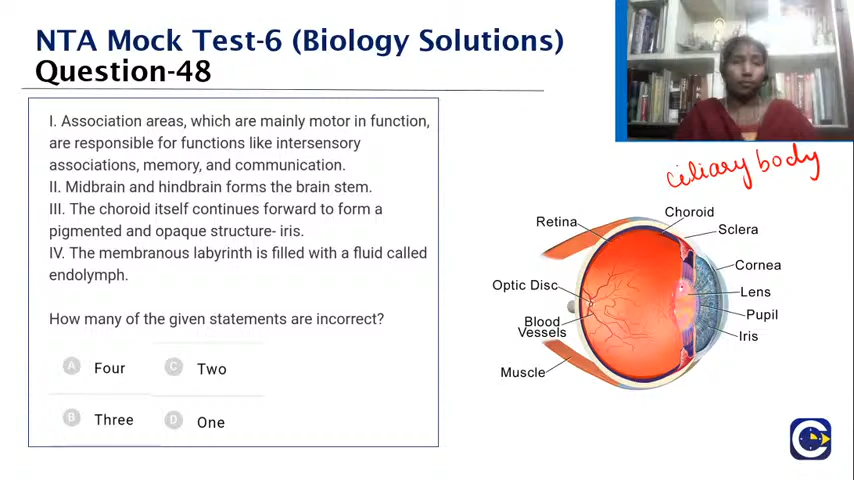 NTA Mock Test-6 (Biology Solutions)
Question-48
I. Association areas, which are mainly motor in function,
are responsible for functions like intersensory
associations, memory, and communication.
II. Midbrain and hindbrain forms the brain stem.
III. The choroid itself continues forward to form a
pigmented and opaque structure- iris.
IV. The membranous labyrinth is filled with a fluid called
endolymph.
How many of the given statements are incorrect?
A Four
C Two
B Three
D One
ciliary body
Retina
Choroid
Sclera
Cornea
Optic Disc
Lens
Pupil
Blood
Vessels
Iris
Muscle